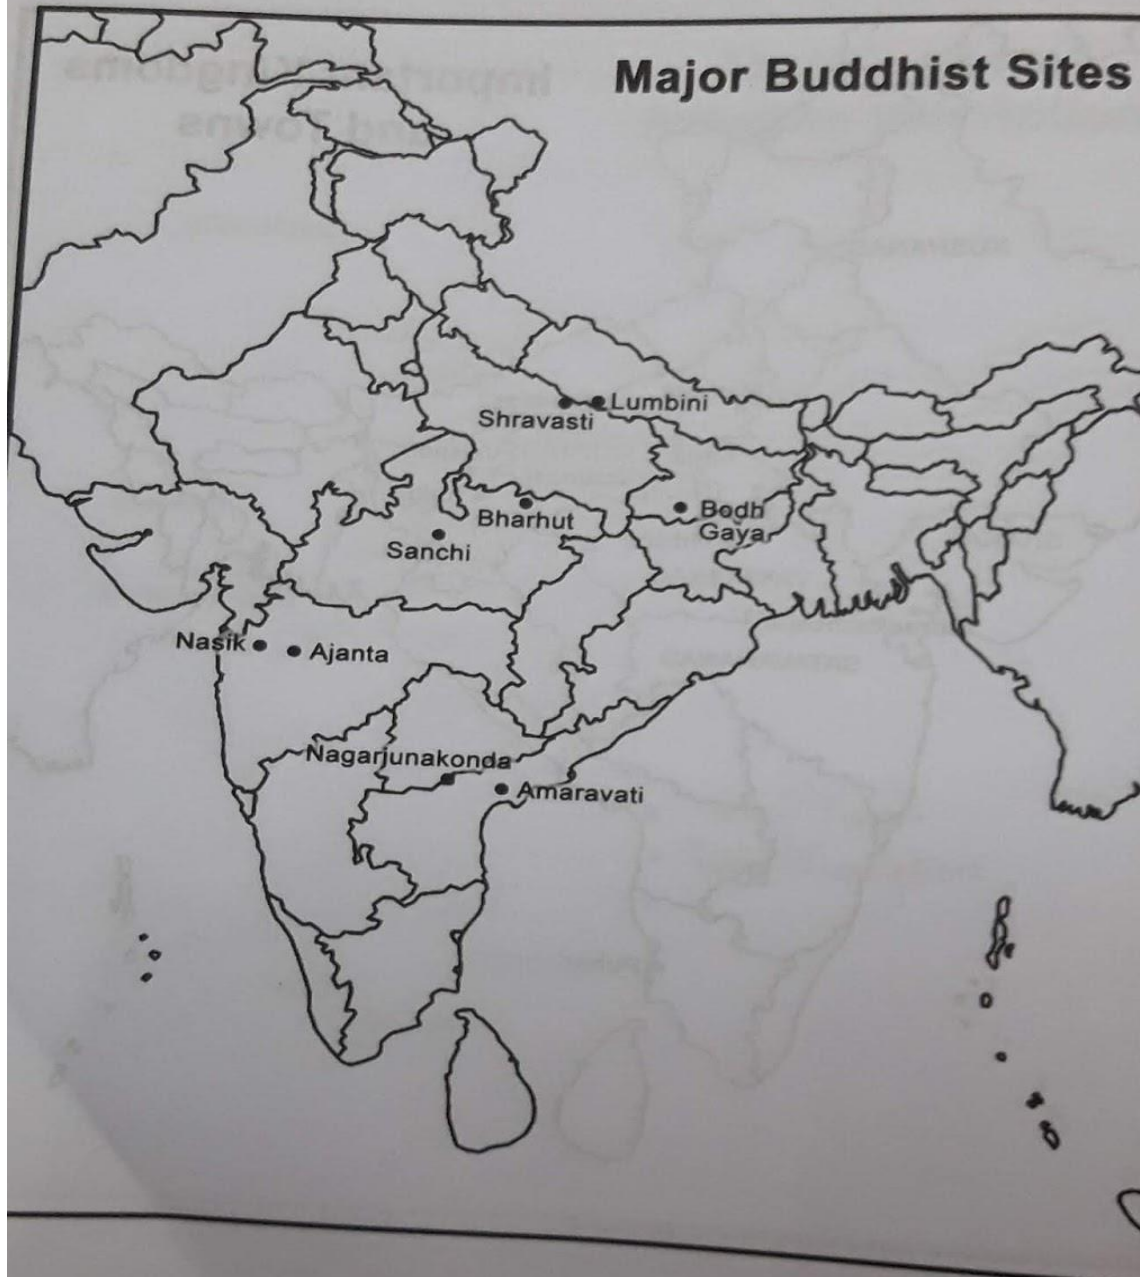 Major Buddhist Sites
Lumbini
Shravasti
Bodh
Gaya
Bharhut
Sanchi
Nasik
Ajanta
Nagarjunakonda
Amaravati